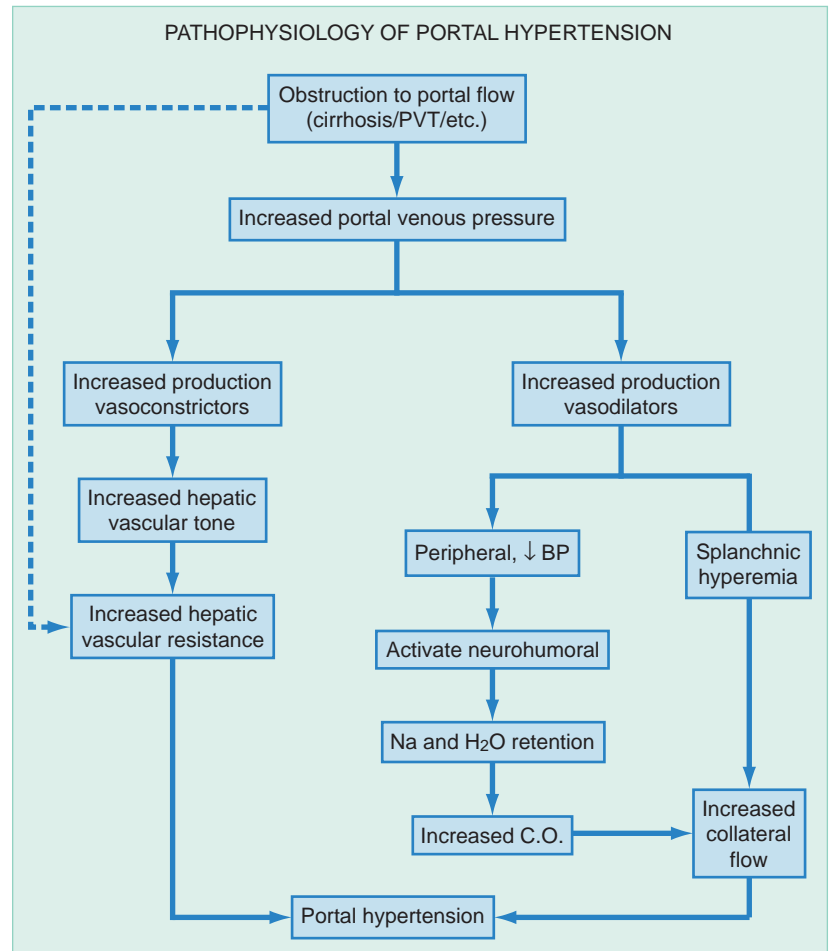 PATHOPHYSIOLOGY OF PORTAL HYPERTENSION
Obstruction to portal flow
(cirrhosis/PVT/etc.)
Increased portal venous pressure
Increased production
vasoconstrictors
Increased production
vasodilators
Increased hepatic
vascular tone
Peripheral, ↓ BP
Splanchnic
hyperemia
Increased hepatic
vascular resistance
Activate neurohumoral
Na and H₂O retention
Increased C.O.
Increased
collateral
flow
Portal hypertension